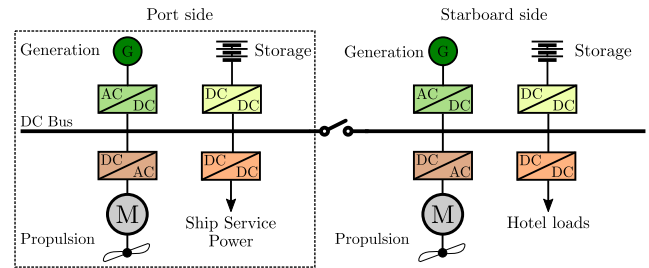 Port side
Starboard side
Generation
G
Storage
Generation
G
Storage
AC
DC
DC
DC
AC
DC
DC
DC
DC Bus
DC
AC
DC
DC
DC
AC
DC
DC
M
Ship Service
Power
M
Hotel loads
Propulsion
Propulsion